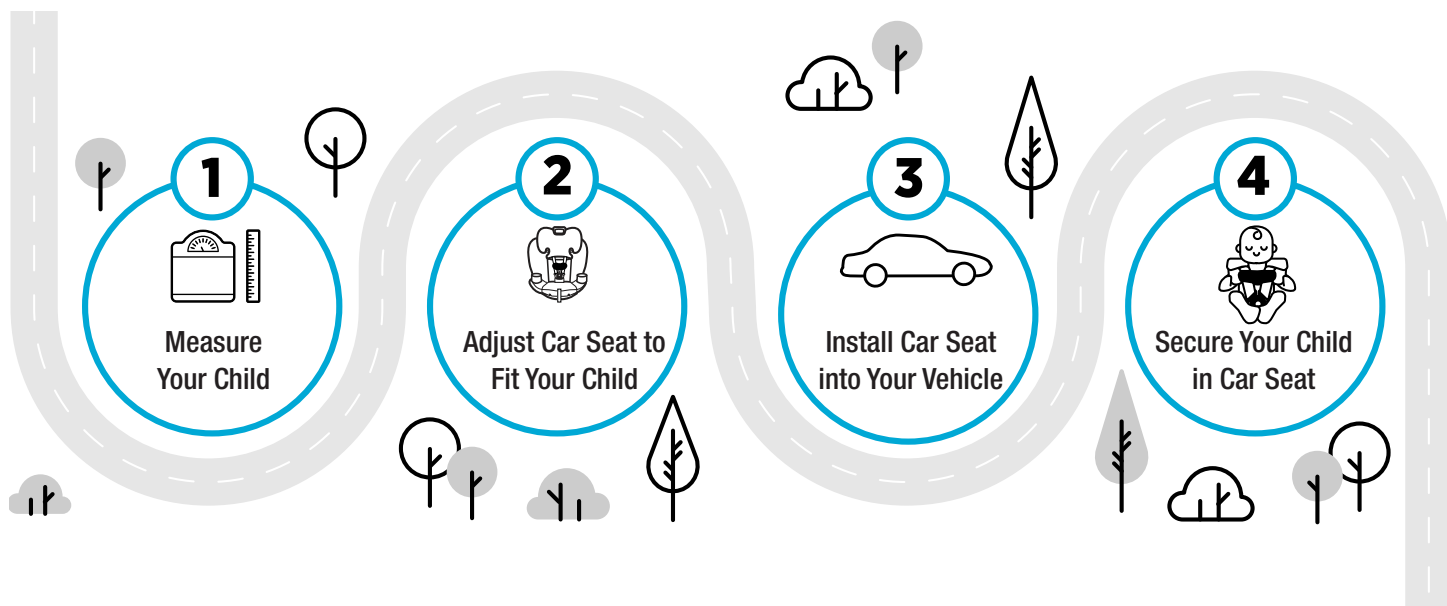 1
Measure
Your Child
2
Adjust Car Seat to
Fit Your Child
3
Install Car Seat
into Your Vehicle
4
Secure Your Child
in Car Seat